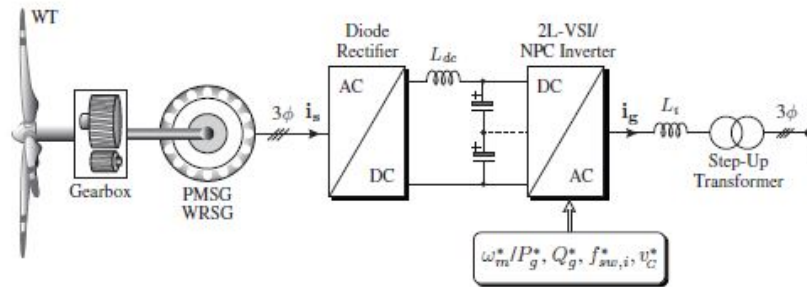 WT
Gearbox
PMSG
WRSG
3ϕ
i_s
Diode
Rectifier
AC
DC
L_dc
+
+
2L-VSI/
NPC Inverter
DC
AC
i_g
L_i
Step-Up
Transformer
3ϕ
ω*_m/P*_g, Q*_g, f*_sw,i, v*_C